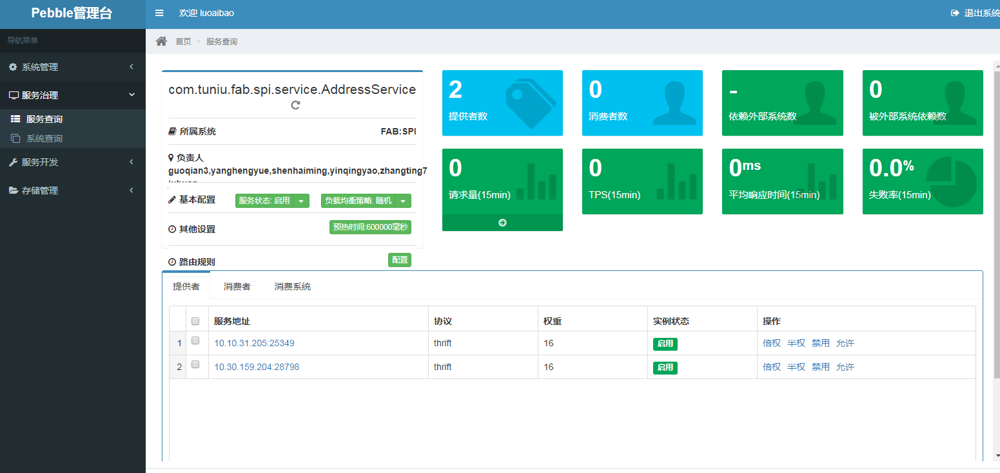 Pebble管理台
欢迎 luoaibao
退出系统
导航菜单
首页 > 服务查询
系统管理
服务治理
服务查询
系统查询
服务开发
存储管理
com.tuniu.fab.spi.service.AddressService
所属系统 FAB:SPI
负责人
guoqian3,yanghengyue,shenhaiming,yinqingyao,zhangting7
基本配置 服务状态: 启用 负载均衡策略: 随机
其他设置 预热时间:600000毫秒
路由规则 配置
2
提供者数
0
消费者数
-
依赖外部系统数
0
被外部系统依赖数
0
请求量(15min)
0
TPS(15min)
0ms
平均响应时间(15min)
0.0%
失败率(15min)
提供者 消费者 消费系统
服务地址 协议 权重 实例状态 操作
1 10.10.31.205:25349 thrift 16 启用 倍权 半权 禁用 允许
2 10.30.159.204:28798 thrift 16 启用 倍权 半权 禁用 允许